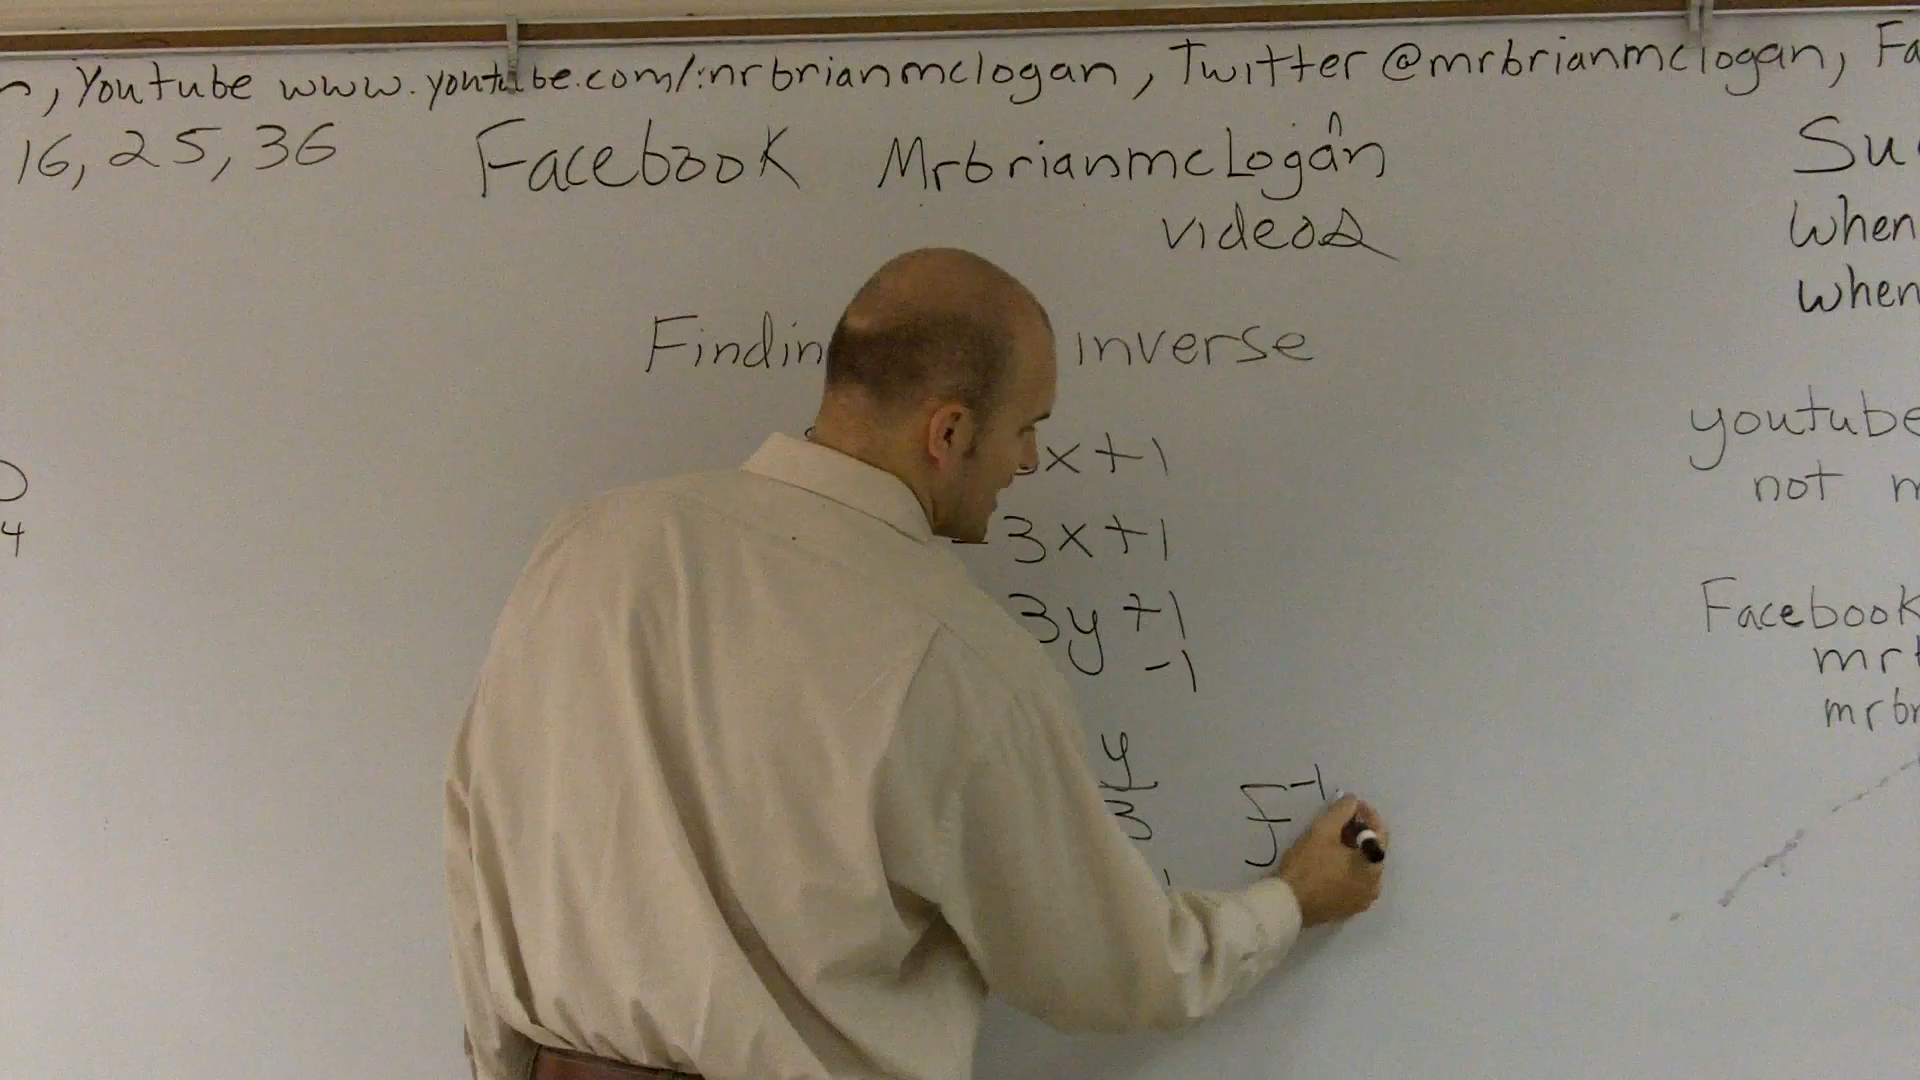 , Youtube www.youtube.com/mrbrianmclogan, Twitter @mrbrianmclogan, Fa
16, 25, 36
Facebook Mrbrianmclogan
videos
Su
when
when
Findin inverse
youtube
not m
x+1
4
3x+1
3y+1
-1
Facebook
mrb
mrbr
y
3
f-1